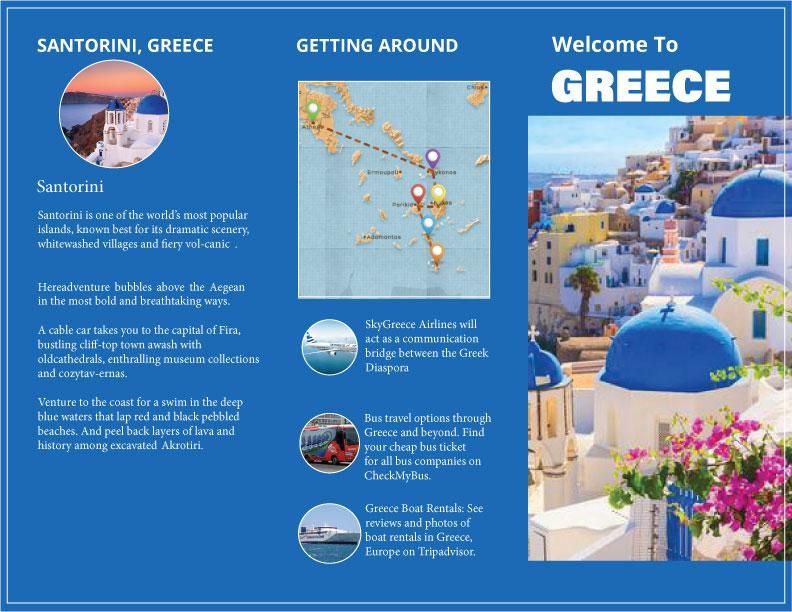 SANTORINI, GREECE
Santorini
Santorini is one of the world's most popular
islands, known best for its dramatic scenery,
whitewashed villages and fiery vol-canic .
Hereadventure bubbles above the Aegean
in the most bold and breathtaking ways.
A cable car takes you to the capital of Fira,
bustling cliff-top town awash with
oldcathedrals, enthralling museum collections
and cozytav-ernas.
Venture to the coast for a swim in the deep
blue waters that lap red and black pebbled
beaches. And peel back layers of lava and
history among excavated Akrotiri.
GETTING AROUND
Ermoupoli
Adamantas
SkyGreece Airlines will
act as a communication
bridge between the Greek
Diaspora
Bus travel options through
Greece and beyond. Find
your cheap bus ticket
for all bus companies on
CheckMyBus.
Greece Boat Rentals: See
reviews and photos of
boat rentals in Greece,
Europe on Tripadvisor.
Welcome To
GREECE